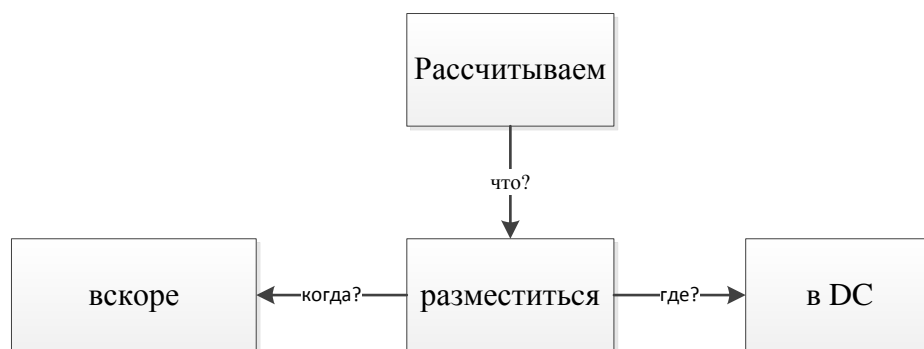 Рассчитываем
что?
вскоре
когда?
разместиться
где?
в DC